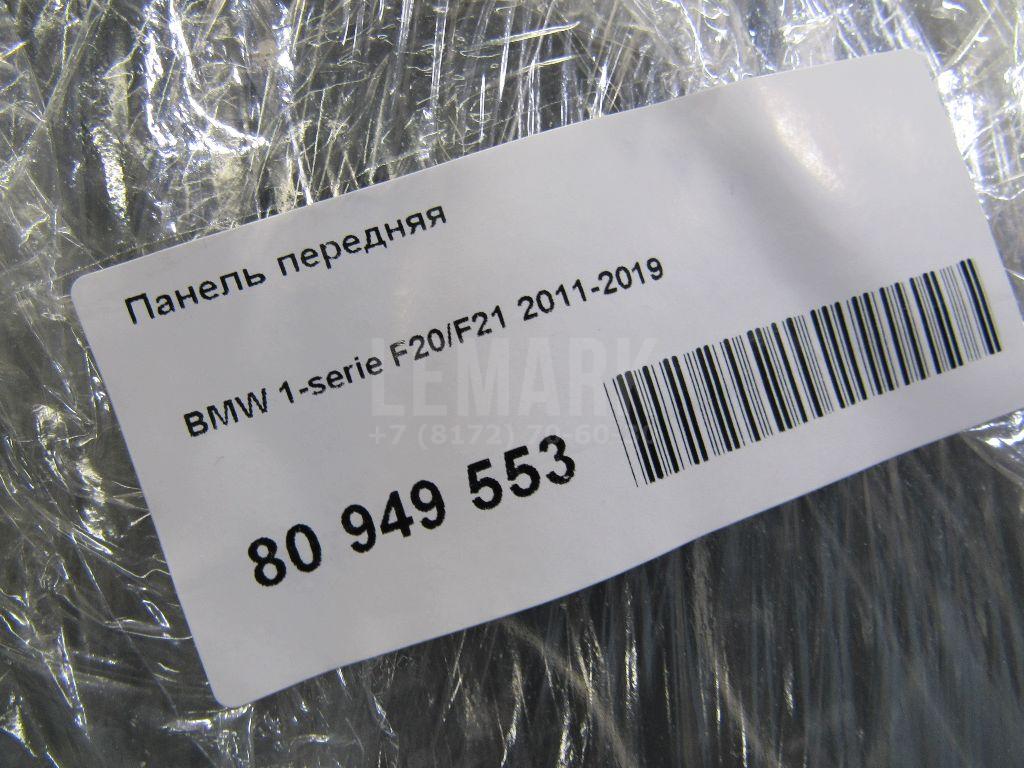 Панель передняя
BMW 1-serie F20/F21 2011-2019
LEMARK
80 949 553